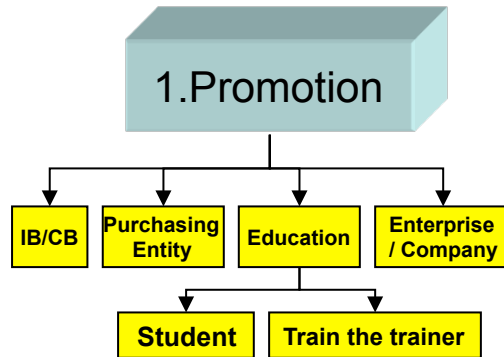 1.Promotion
IB/CB
Purchasing
Entity
Education
Enterprise
/ Company
Student
Train the trainer